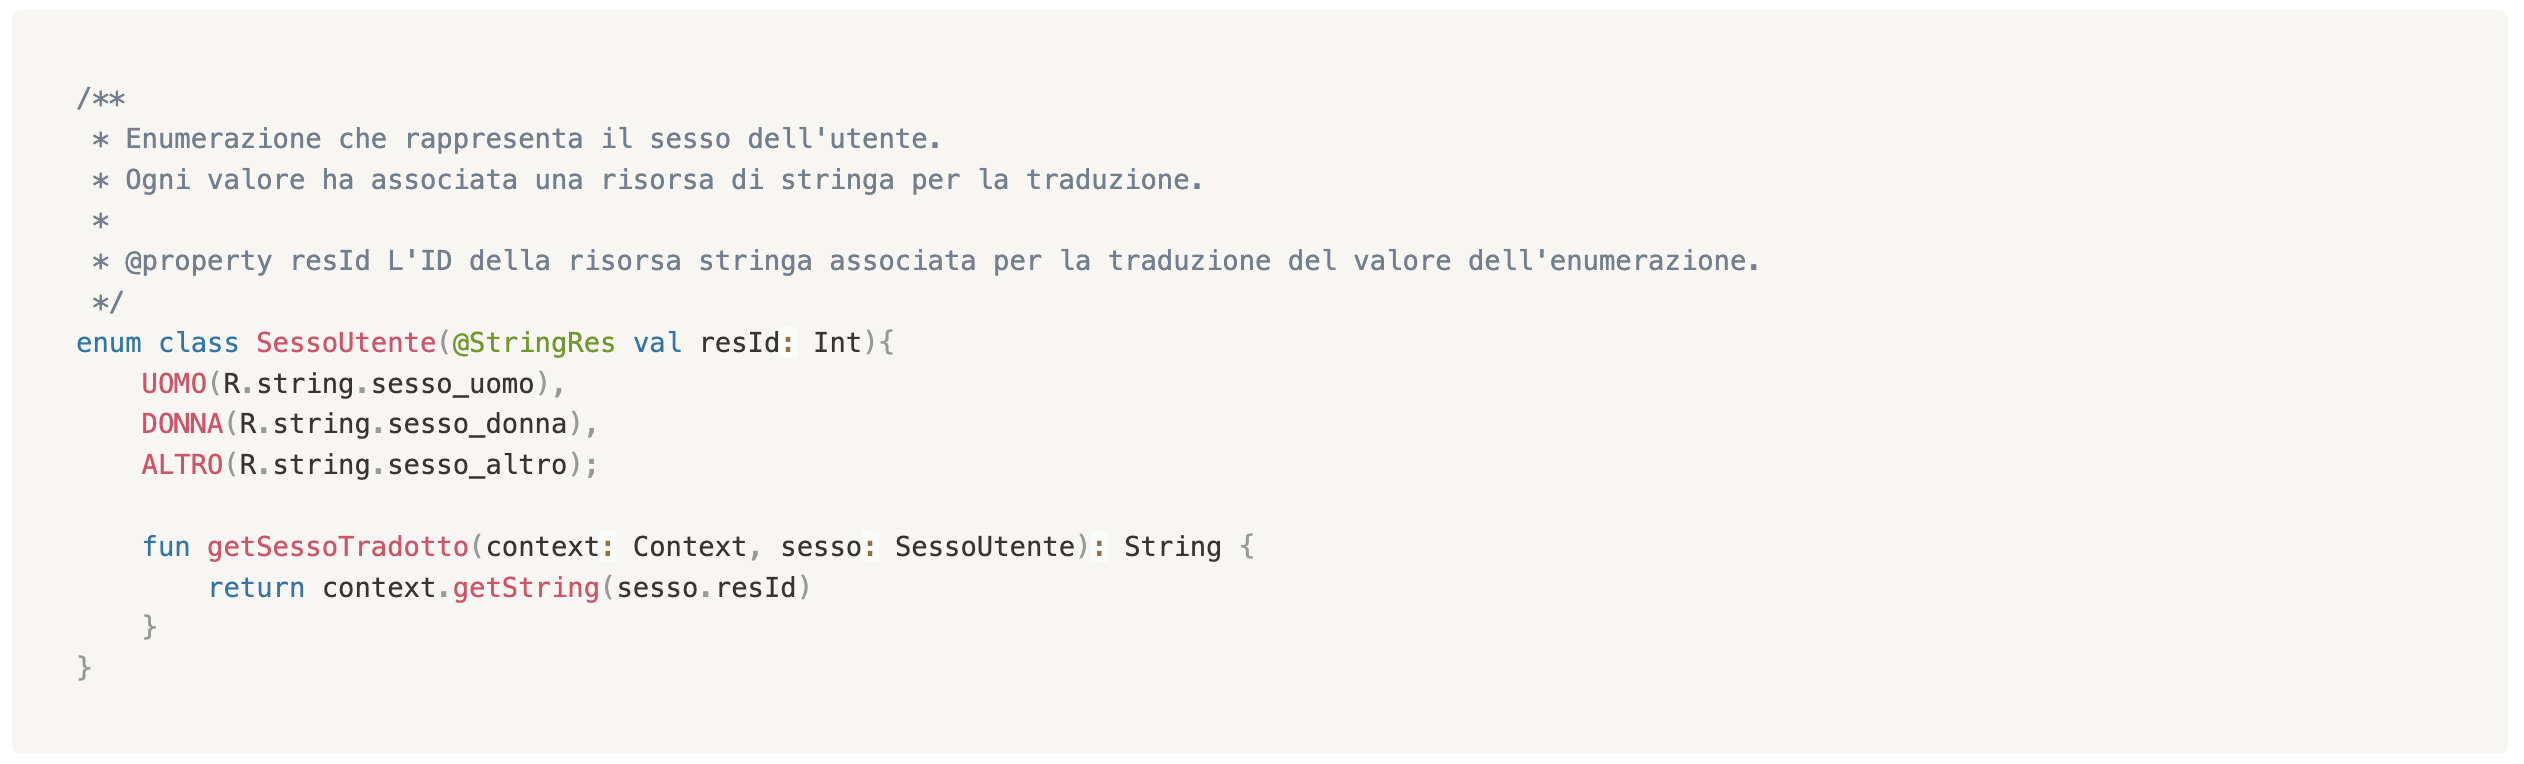 /**
 * Enumerazione che rappresenta il sesso dell'utente.
 * Ogni valore ha associata una risorsa di stringa per la traduzione.
 *
 * @property resId L'ID della risorsa stringa associata per la traduzione del valore dell'enumerazione.
 */
enum class SessoUtente(@StringRes val resId: Int){
    UOMO(R.string.sesso_uomo),
    DONNA(R.string.sesso_donna),
    ALTRO(R.string.sesso_altro);

    fun getSessoTradotto(context: Context, sesso: SessoUtente): String {
        return context.getString(sesso.resId)
    }
}